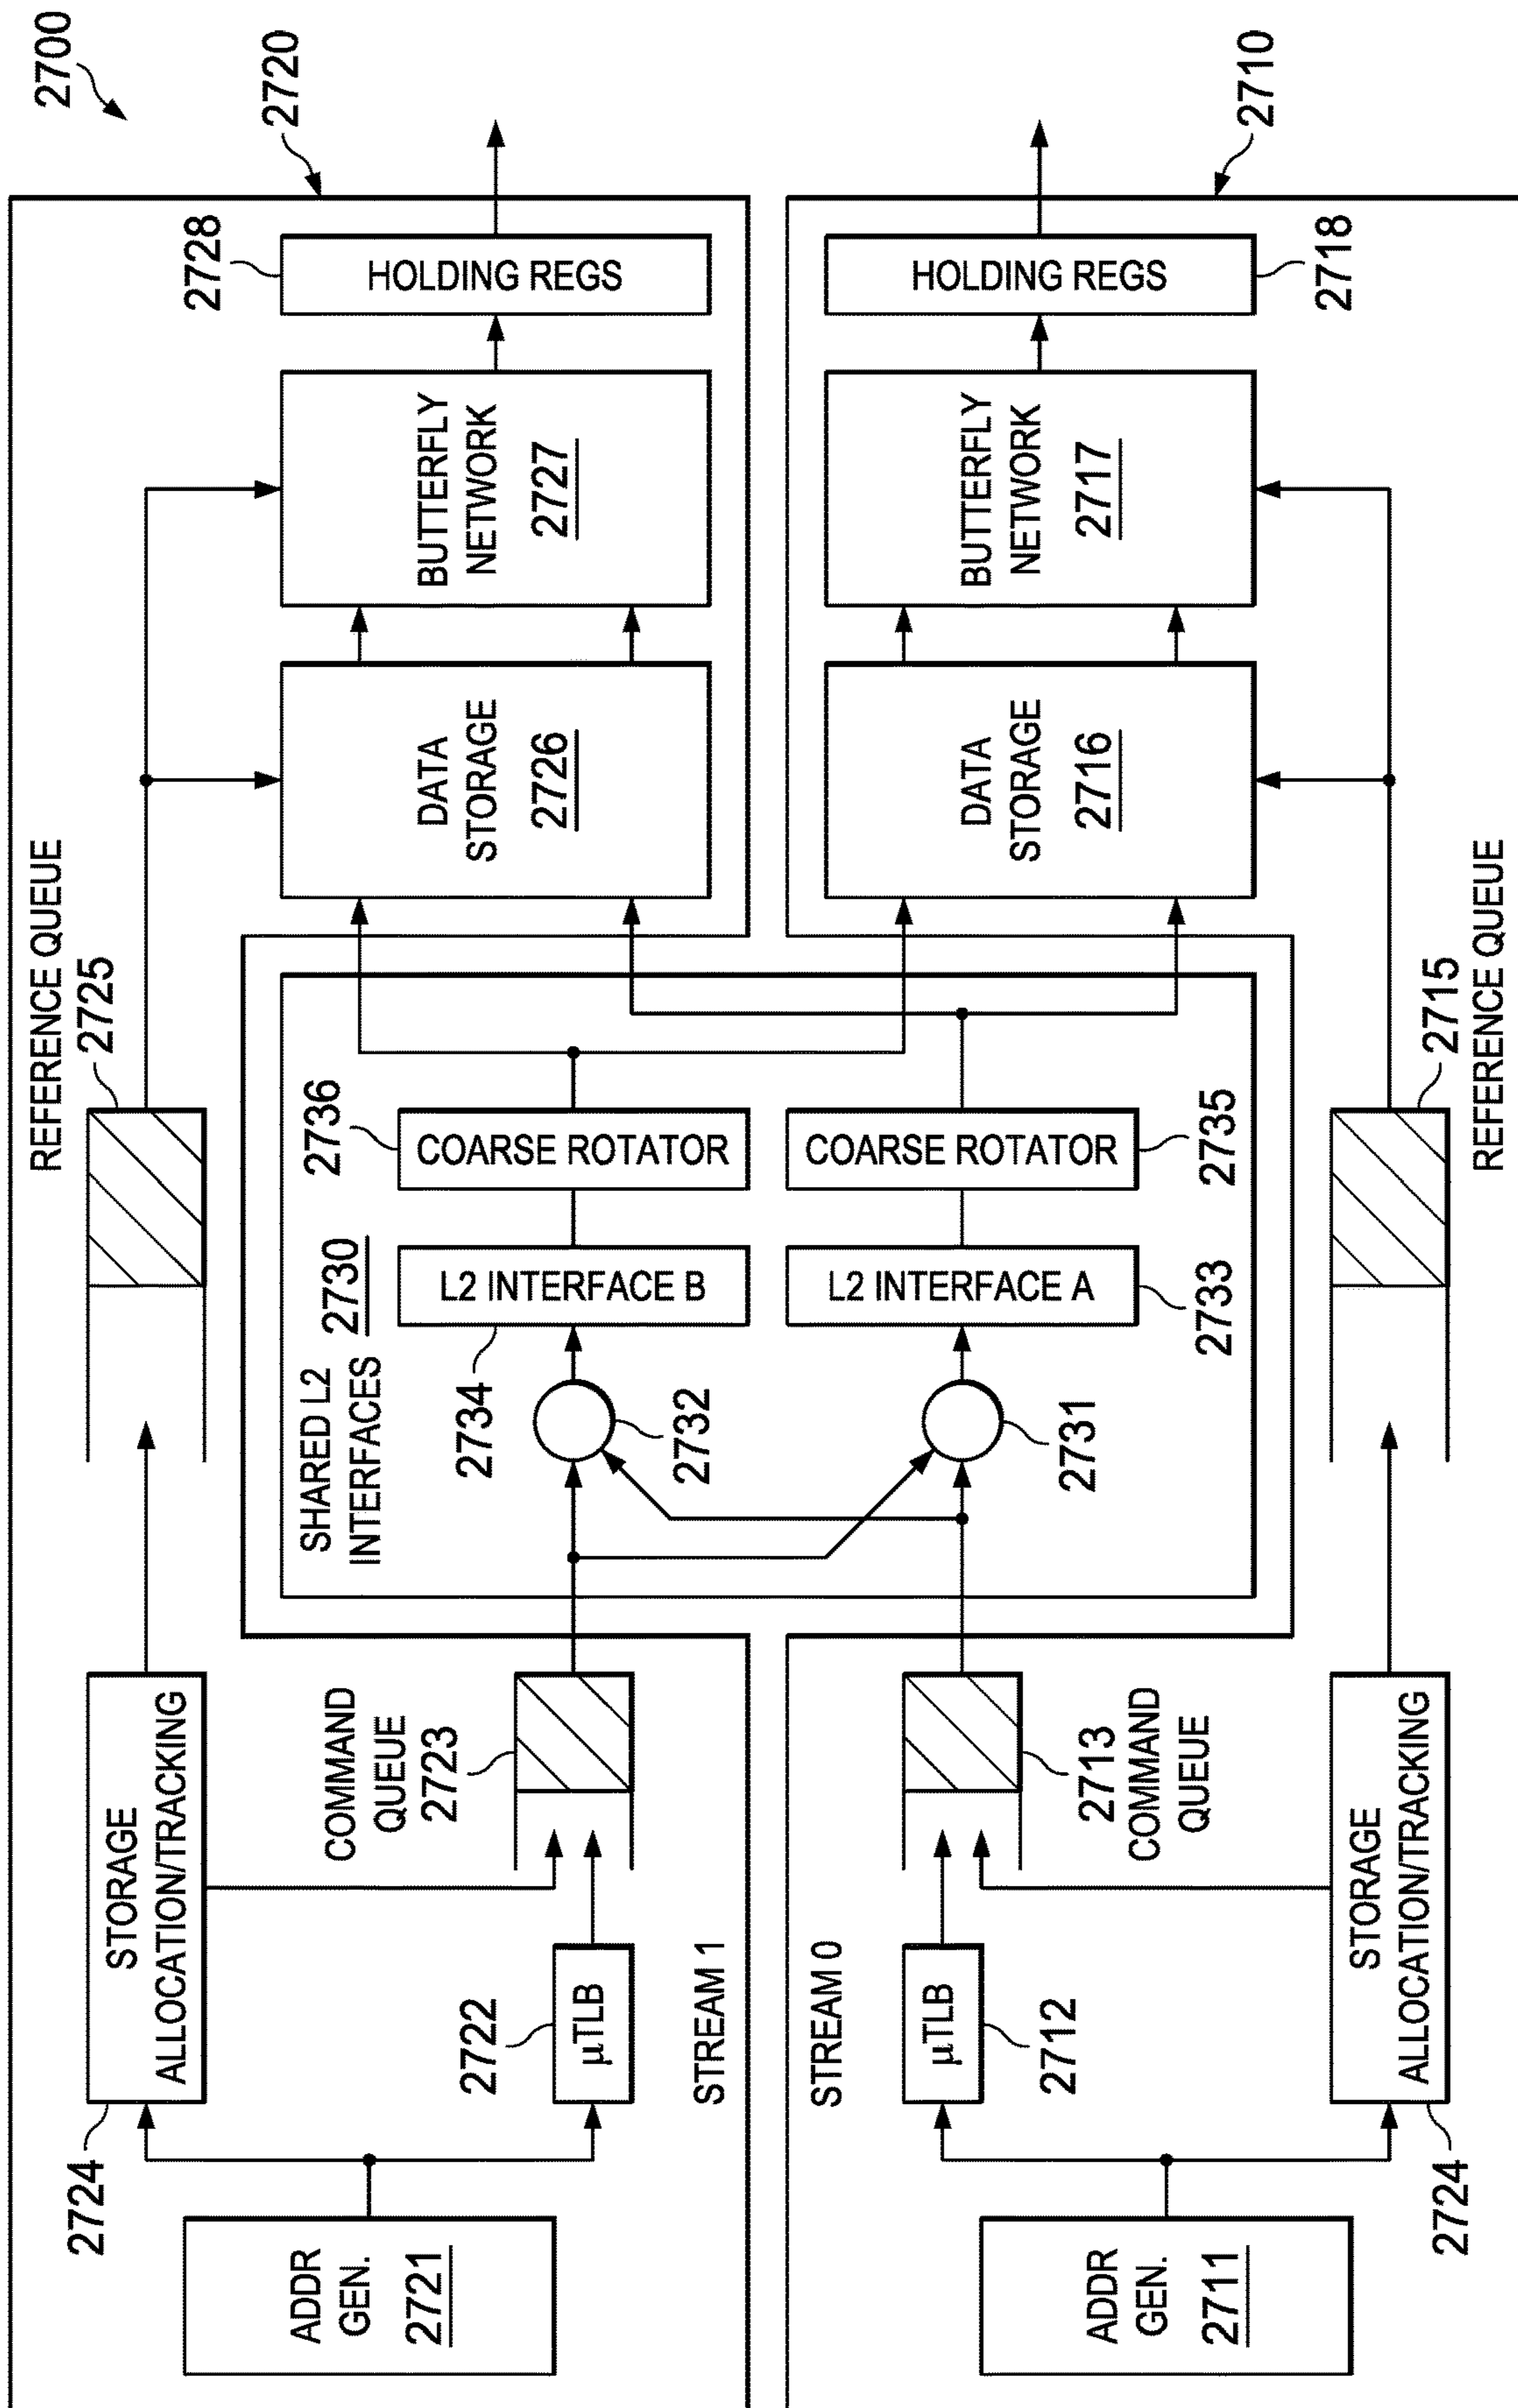 2700
2720
2710
REFERENCE QUEUE
2725
2724
STORAGE
ALLOCATION/TRACKING
ADDR
GEN.
2721
2722
µTLB
STREAM 1
COMMAND
QUEUE
2723
SHARED L2
INTERFACES
2730
2734
2732
L2 INTERFACE B
2736
COARSE ROTATOR
DATA
STORAGE
2726
BUTTERFLY
NETWORK
2727
2728
HOLDING REGS
STREAM 0
ADDR
GEN.
2711
µTLB
2712
2713
COMMAND
QUEUE
2731
L2 INTERFACE A
2733
COARSE ROTATOR
2735
DATA
STORAGE
2716
BUTTERFLY
NETWORK
2717
HOLDING REGS
2718
STORAGE
ALLOCATION/TRACKING
2724
2715
REFERENCE QUEUE